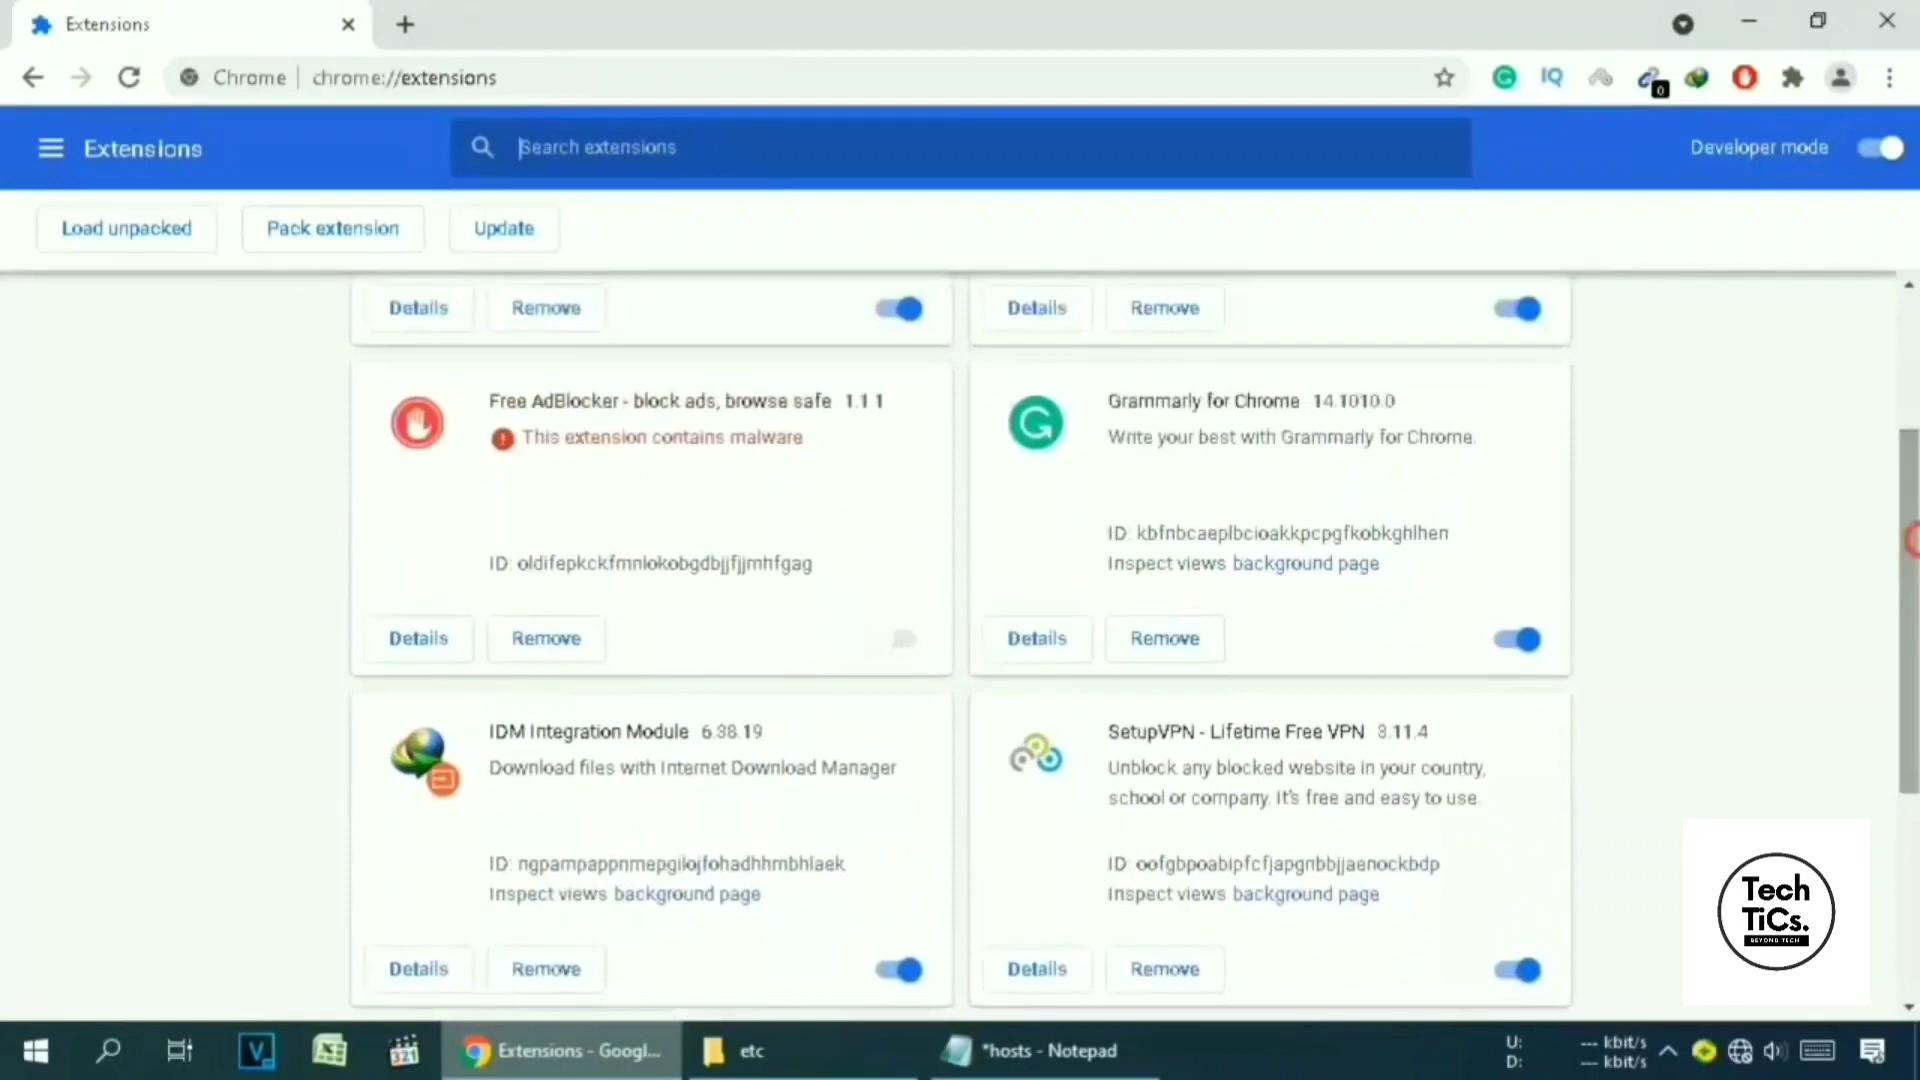 Extensions
Chrome
chrome://extensions
IQ
0
Extensions
Search extensions
Developer mode
Load unpacked
Pack extension
Update
Details
Remove
Details
Remove
Free AdBlocker - block ads, browse safe 1.1 1
This extension contains malware
ID: oldifepkckfmnlokobgdbjjfjjmhfgag
Details
Remove
Grammarly for Chrome 14.1010.0
Write your best with Grammarly for Chrome.
ID: kbfnbcaeplbcioakkpcpgfkobkghlhen
Inspect views background page
Details
Remove
IDM Integration Module 6.38.19
Download files with Internet Download Manager
ID: ngpampappnmepgilojfohadhhmbhlaek
Inspect views background page
Details
Remove
SetupVPN - Lifetime Free VPN 3.11.4
Unblock any blocked website in your country,
school or company. It's free and easy to use.
ID: oofgbpoabipfcfjapgnbbjjaenockbdp
Inspect views background page
Details
Remove
Tech
TiCs.
BEYOND TECH
V
321
Extensions - Googl...
etc
*hosts - Notepad
U: --- kbit/s
D: --- kbit/s